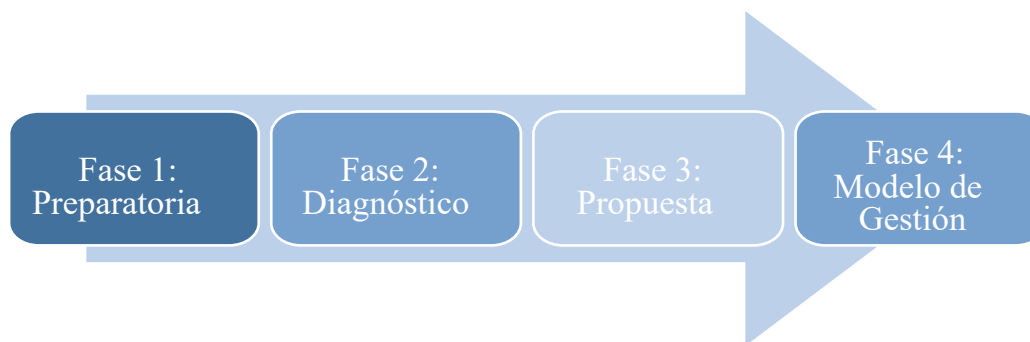 Fase 1:
Preparatoria
Fase 2:
Diagnóstico
Fase 3:
Propuesta
Fase 4:
Modelo de
Gestión